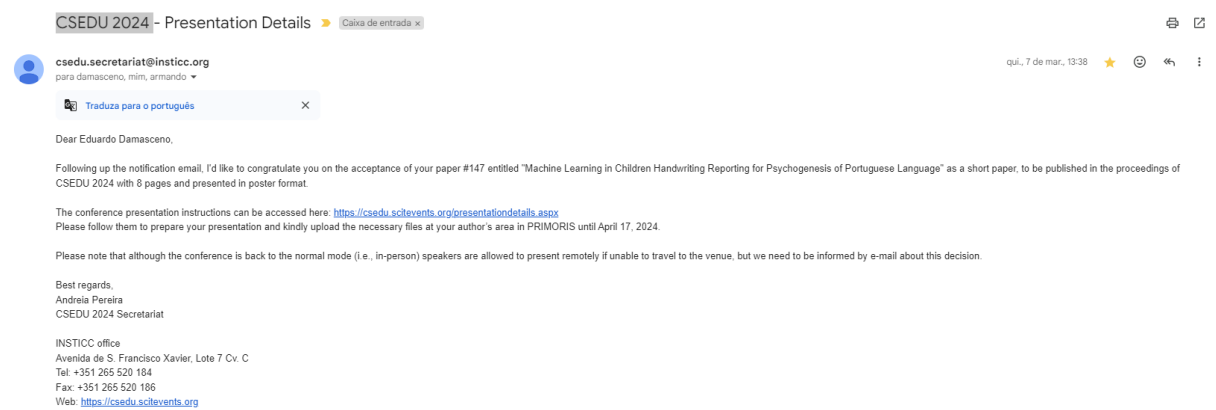 CSEDU 2024 - Presentation Details
Caixa de entrada ×
csedu.secretariat@insticc.org
qui., 7 de mar., 13:38
para damasceno, mim, armando
Traduza para o português
Dear Eduardo Damasceno,
Following up the notification email, I'd like to congratulate you on the acceptance of your paper #147 entitled "Machine Learning in Children Handwriting Reporting for Psychogenesis of Portuguese Language" as a short paper, to be published in the proceedings of
CSEDU 2024 with 8 pages and presented in poster format.
The conference presentation instructions can be accessed here: https://csedu.scitevents.org/presentationdetails.aspx
Please follow them to prepare your presentation and kindly upload the necessary files at your author's area in PRIMORIS until April 17, 2024.
Please note that although the conference is back to the normal mode (i.e., in-person) speakers are allowed to present remotely if unable to travel to the venue, but we need to be informed by e-mail about this decision.
Best regards,
Andreia Pereira
CSEDU 2024 Secretariat
INSTICC office
Avenida de S. Francisco Xavier, Lote 7 Cv. C
Tel: +351 265 520 184
Fax: +351 265 520 186
Web: https://csedu.scitevents.org